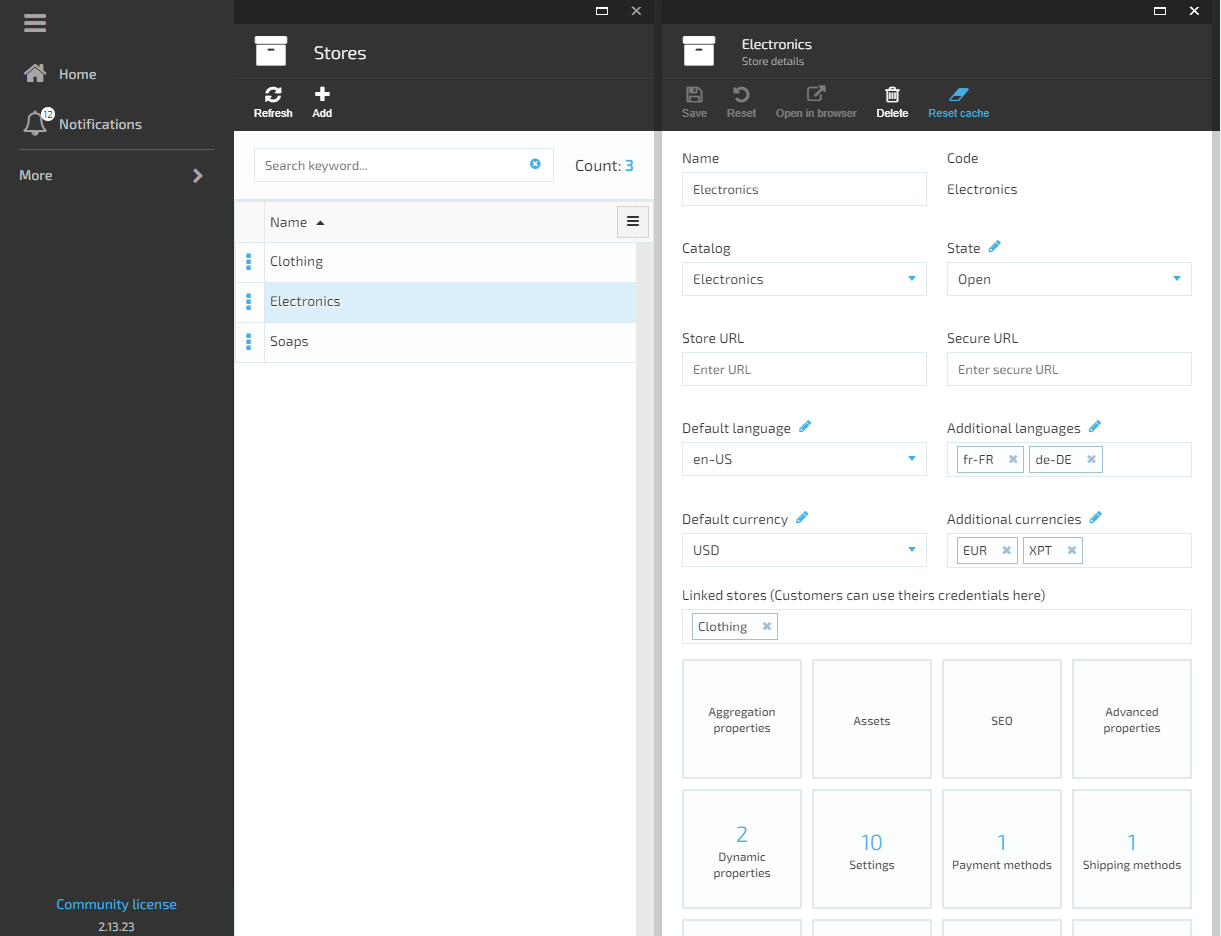 Home
12
Notifications
More
Community license
2.13.23
Stores
Refresh
Add
Search keyword...
Count: 3
Name
Clothing
Electronics
Soaps
Electronics
Store details
Save
Reset
Open in browser
Delete
Reset cache
Name
Code
Electronics
Electronics
Catalog
State
Electronics
Open
Store URL
Secure URL
Enter URL
Enter secure URL
Default language
Additional languages
en-US
fr-FR
de-DE
Default currency
Additional currencies
USD
EUR
XPT
Linked stores (Customers can use theirs credentials here)
Clothing
Aggregation
properties
Assets
SEO
Advanced
properties
2
Dynamic
properties
10
Settings
1
Payment methods
1
Shipping methods